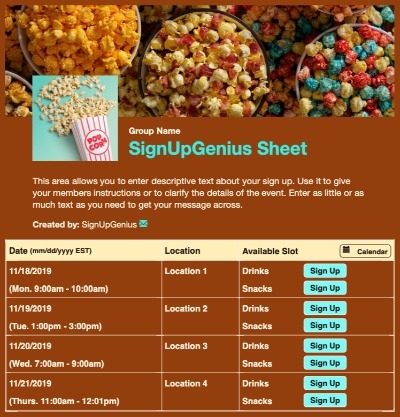 POP
CORN
Group Name
SignUpGenius Sheet
This area allows you to enter descriptive text about your sign up. Use it to give
your members instructions or to clarify the details of the event. Enter as little or as
much text as you need to get your message across.
Created by: SignUpGenius
Date (mm/dd/yyyy EST) Location Available Slot Calendar
11/18/2019 Location 1 Drinks Sign Up
(Mon. 9:00am - 10:00am) Snacks Sign Up
11/19/2019 Location 2 Drinks Sign Up
(Tue. 1:00pm - 3:00pm) Snacks Sign Up
11/20/2019 Location 3 Drinks Sign Up
(Wed. 7:00am - 9:00am) Snacks Sign Up
11/21/2019 Location 4 Drinks Sign Up
(Thurs. 11:00am - 12:01pm) Snacks Sign Up